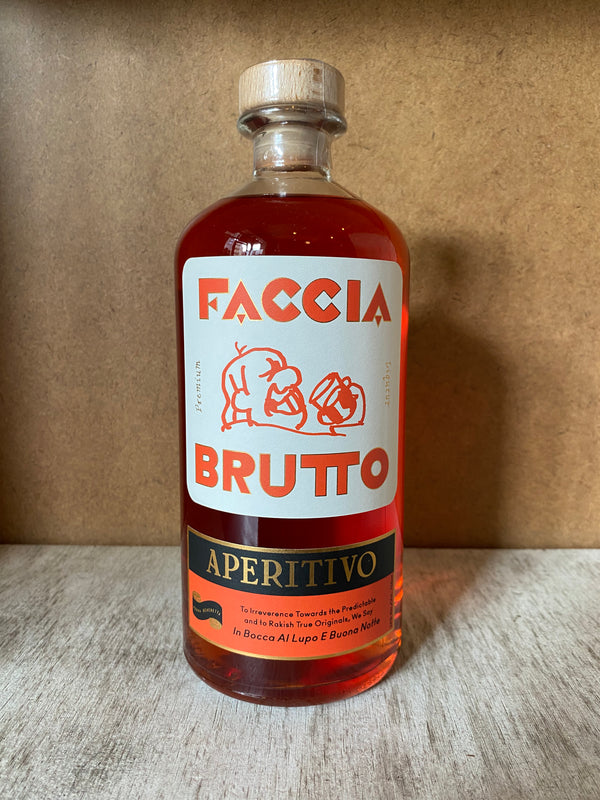 FACCIA
Premium
Liqueur
BRUTTO
APERITIVO
To Irreverence Towards the Predictable
and to Rakish True Originals, We Say
In Bocca Al Lupo E Buona Notte